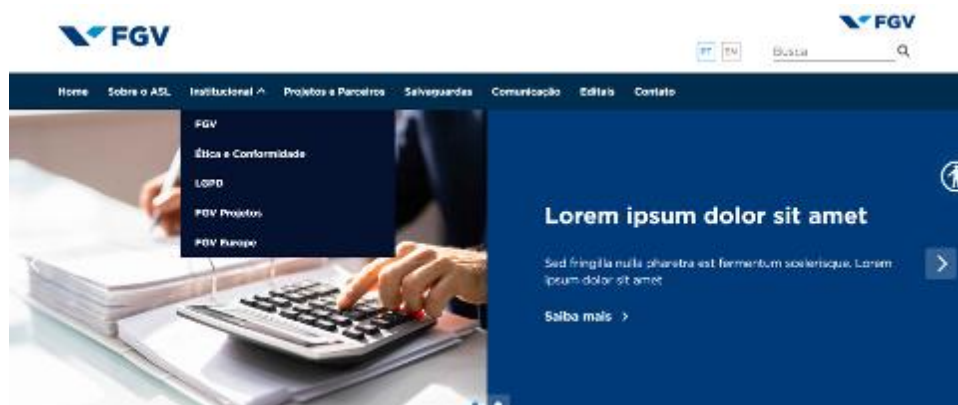 FGV
FGV
PT EN Busca
Home Sobre o ASL Institucional Projetos e Parceiros Salvaguardas Comunicação Editais Contato
FGV
Ética e Conformidade
LGPD
FGV Projetos
FGV Europe
Lorem ipsum dolor sit amet
Sed fringilla nulla pharetra est fermentum scelerisque. Lorem
ipsum dolor sit amet
Saiba mais